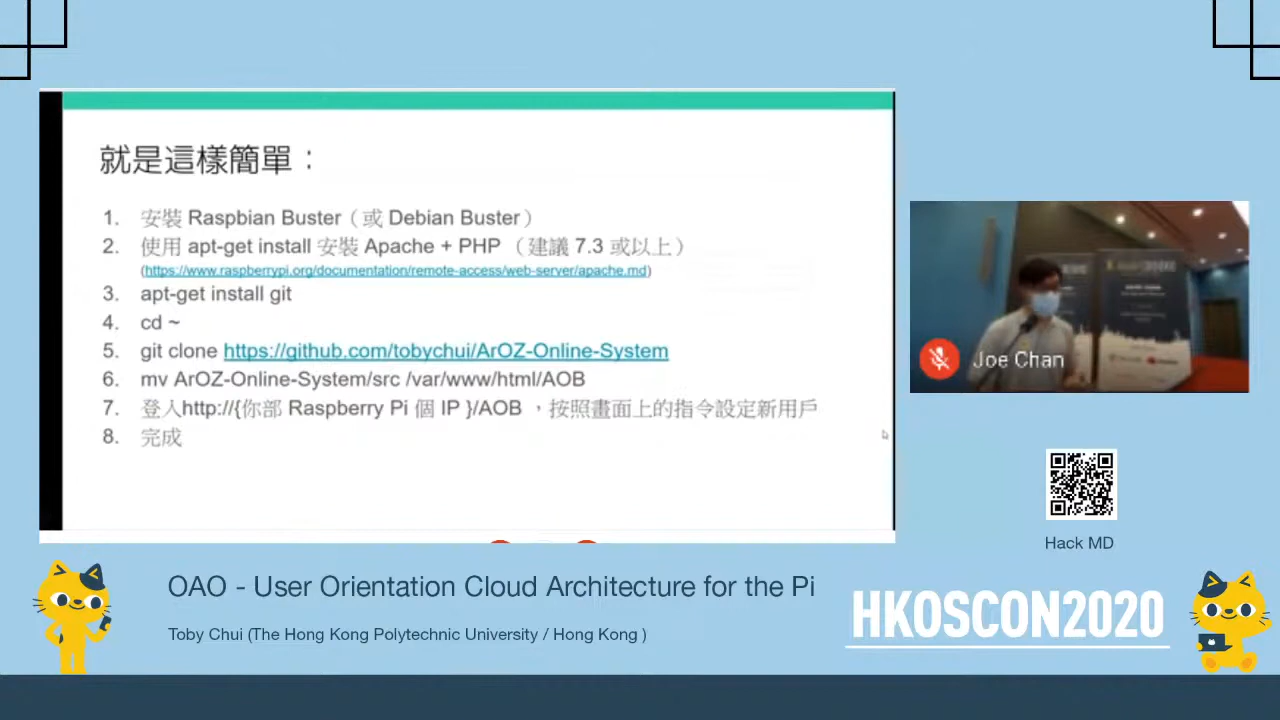 就是這樣簡單：
1. 安裝 Raspbian Buster（或 Debian Buster）
2. 使用 apt-get install 安裝 Apache + PHP （建議 7.3 或以上）
(https://www.raspberrypi.org/documentation/remote-access/web-server/apache.md)
3. apt-get install git
4. cd ~
5. git clone https://github.com/tobychui/ArOZ-Online-System
6. mv ArOZ-Online-System/src /var/www/html/AOB
7. 登入http://{你部 Raspberry Pi 個 IP }/AOB ，按照畫面上的指令設定新用戶
8. 完成
Joe Chan
Hack MD
OAO - User Orientation Cloud Architecture for the Pi
Toby Chui (The Hong Kong Polytechnic University / Hong Kong )
HKOSCON2020